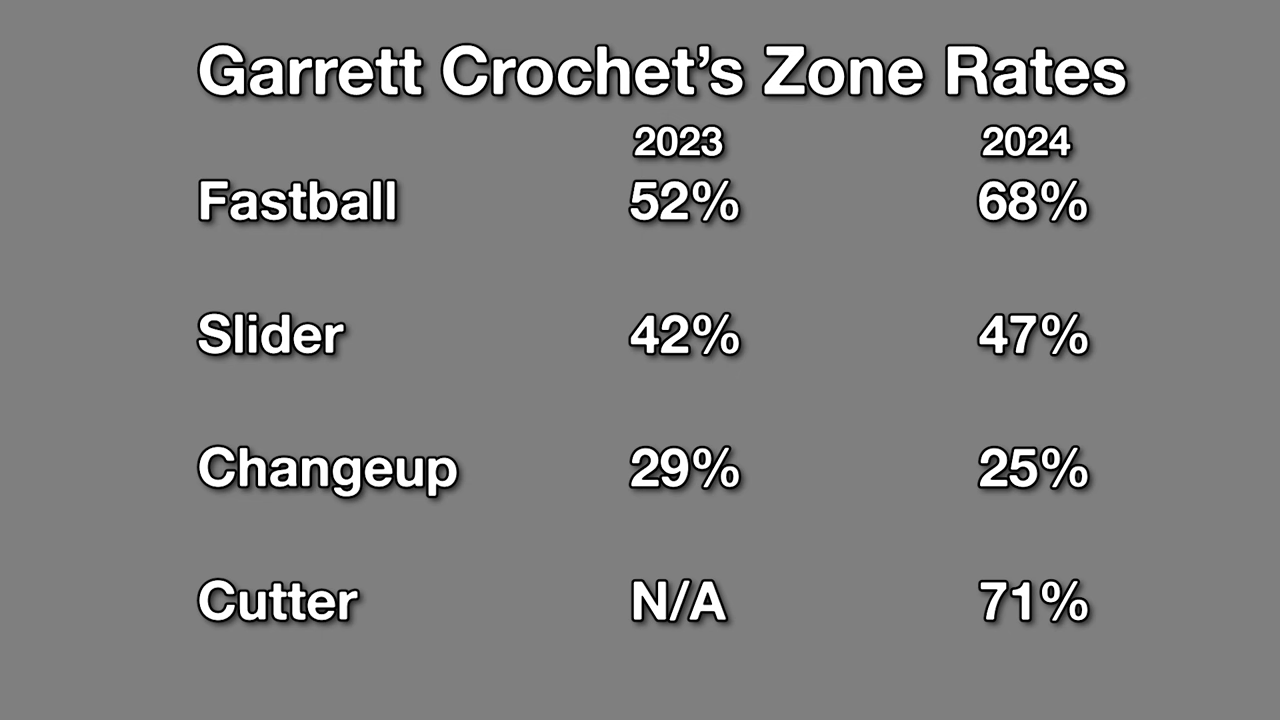 Garrett Crochet’s Zone Rates
2023 2024
Fastball 52% 68%
Slider 42% 47%
Changeup 29% 25%
Cutter N/A 71%